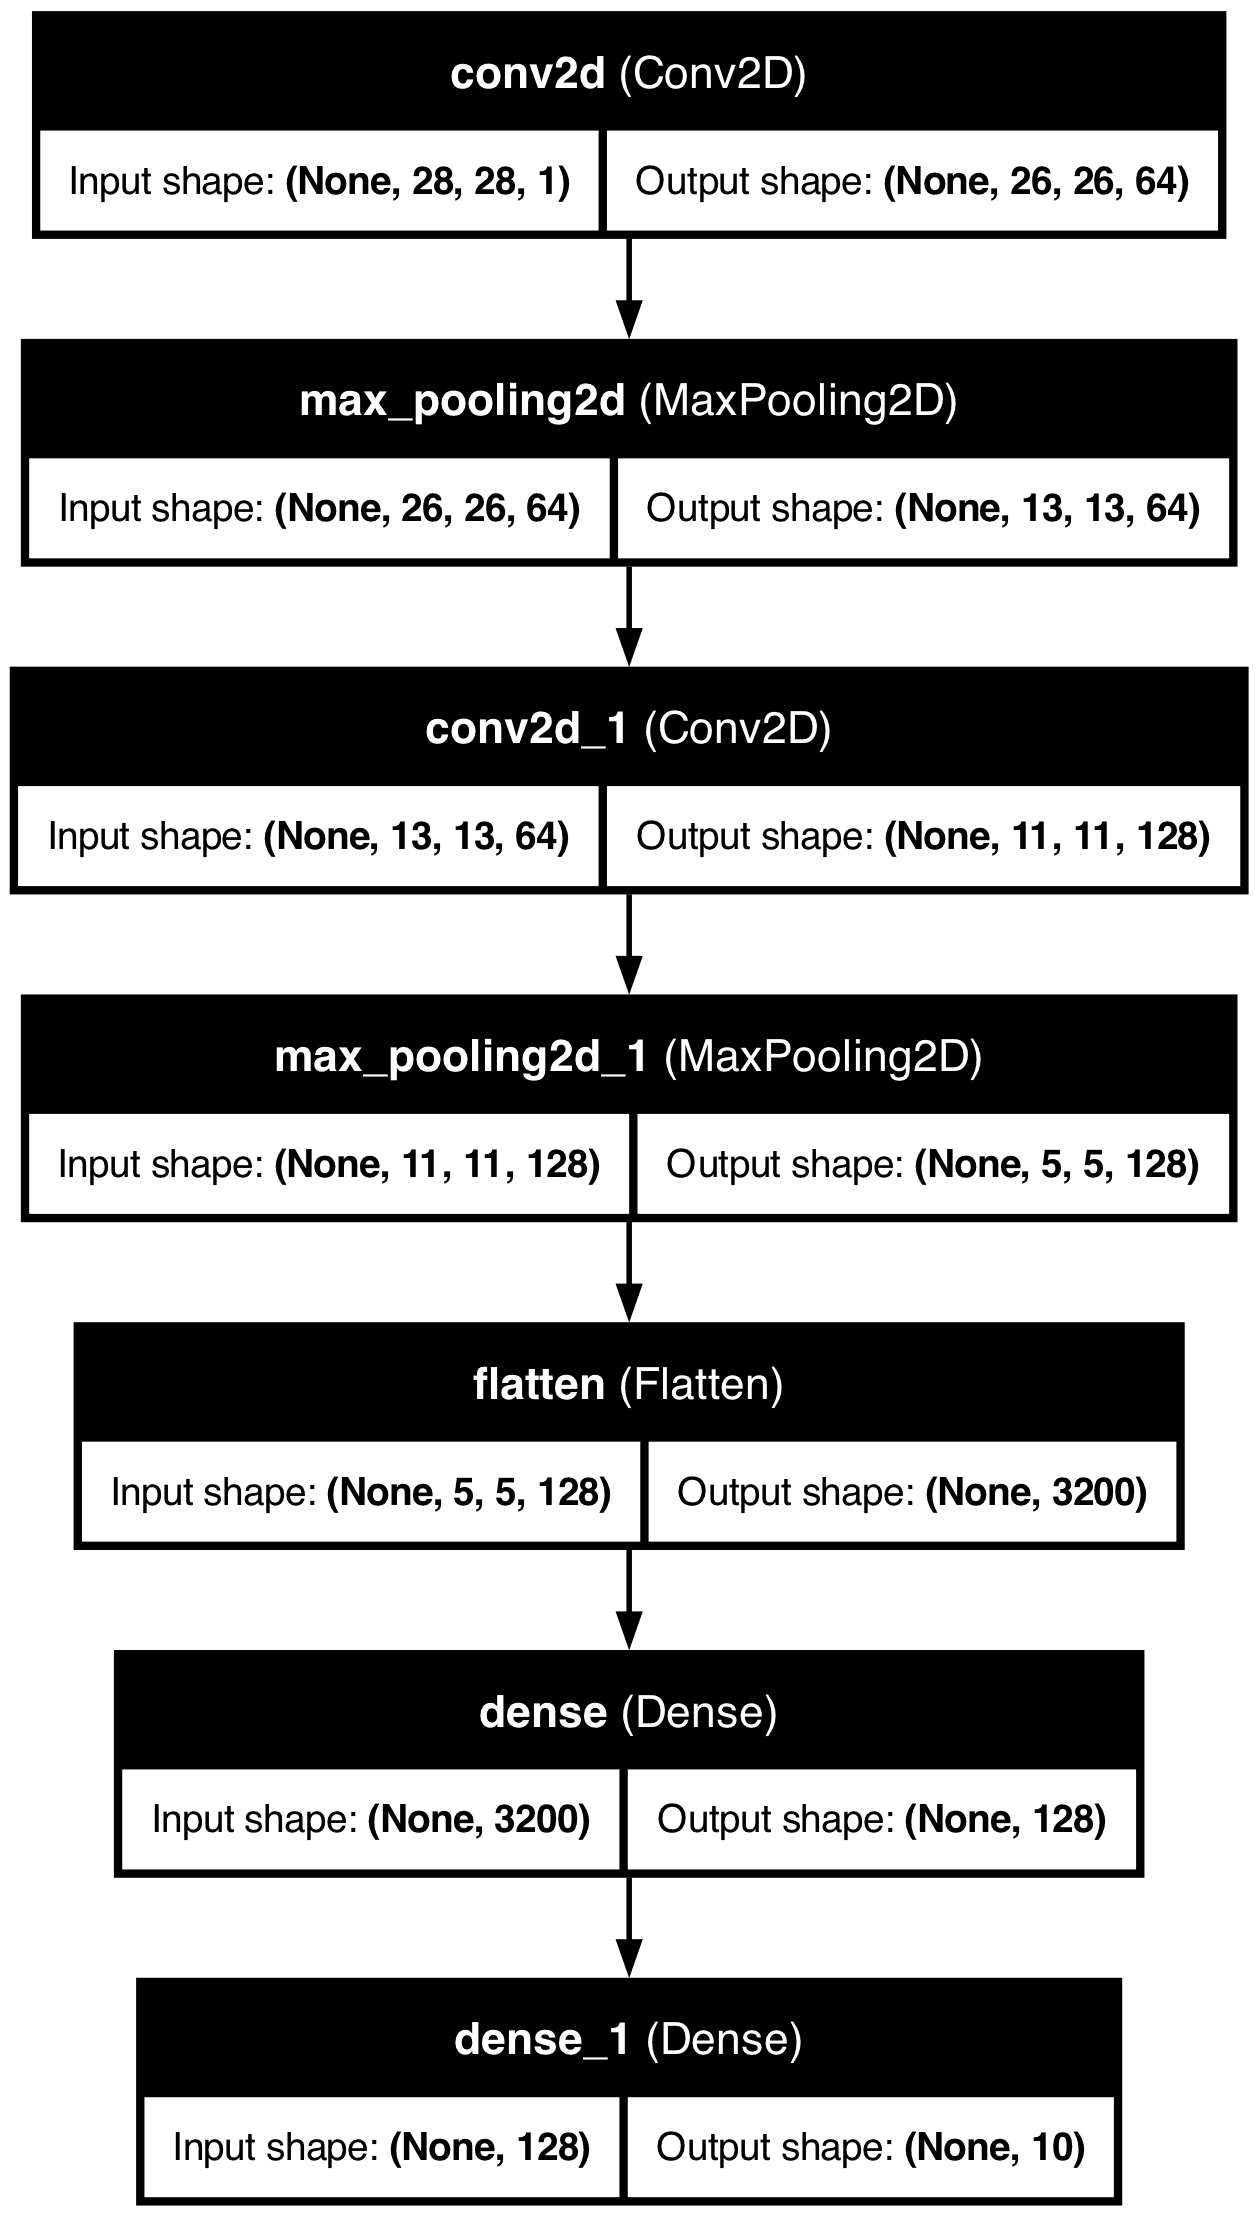 conv2d (Conv2D)
Input shape: (None, 28, 28, 1) Output shape: (None, 26, 26, 64)
max_pooling2d (MaxPooling2D)
Input shape: (None, 26, 26, 64) Output shape: (None, 13, 13, 64)
conv2d_1 (Conv2D)
Input shape: (None, 13, 13, 64) Output shape: (None, 11, 11, 128)
max_pooling2d_1 (MaxPooling2D)
Input shape: (None, 11, 11, 128) Output shape: (None, 5, 5, 128)
flatten (Flatten)
Input shape: (None, 5, 5, 128) Output shape: (None, 3200)
dense (Dense)
Input shape: (None, 3200) Output shape: (None, 128)
dense_1 (Dense)
Input shape: (None, 128) Output shape: (None, 10)